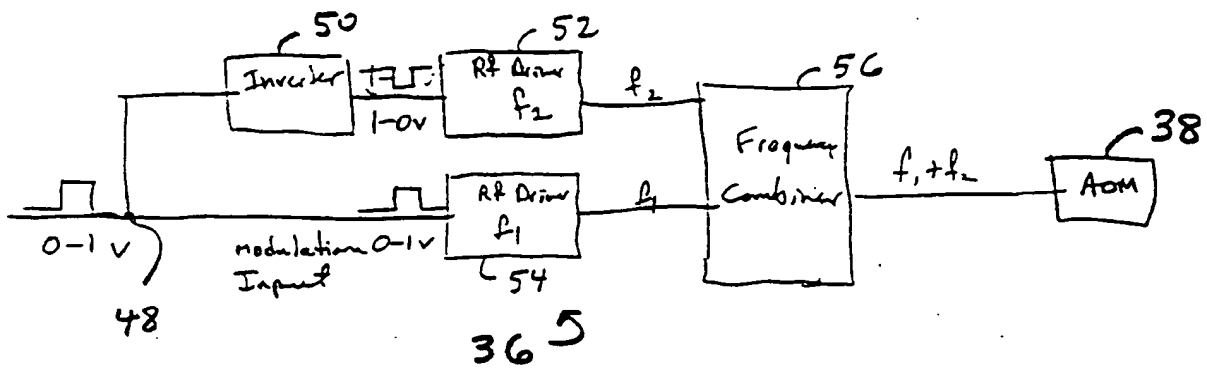 50
52
56
38
Inverter
1-0v
Rf Driver
f₂
f₂
Frequency
Combiner
f₁+f₂
AOM
0-1 v
Modulation
Input
0-1v
Rf Driver
f₁
f₁
54
48
36
5